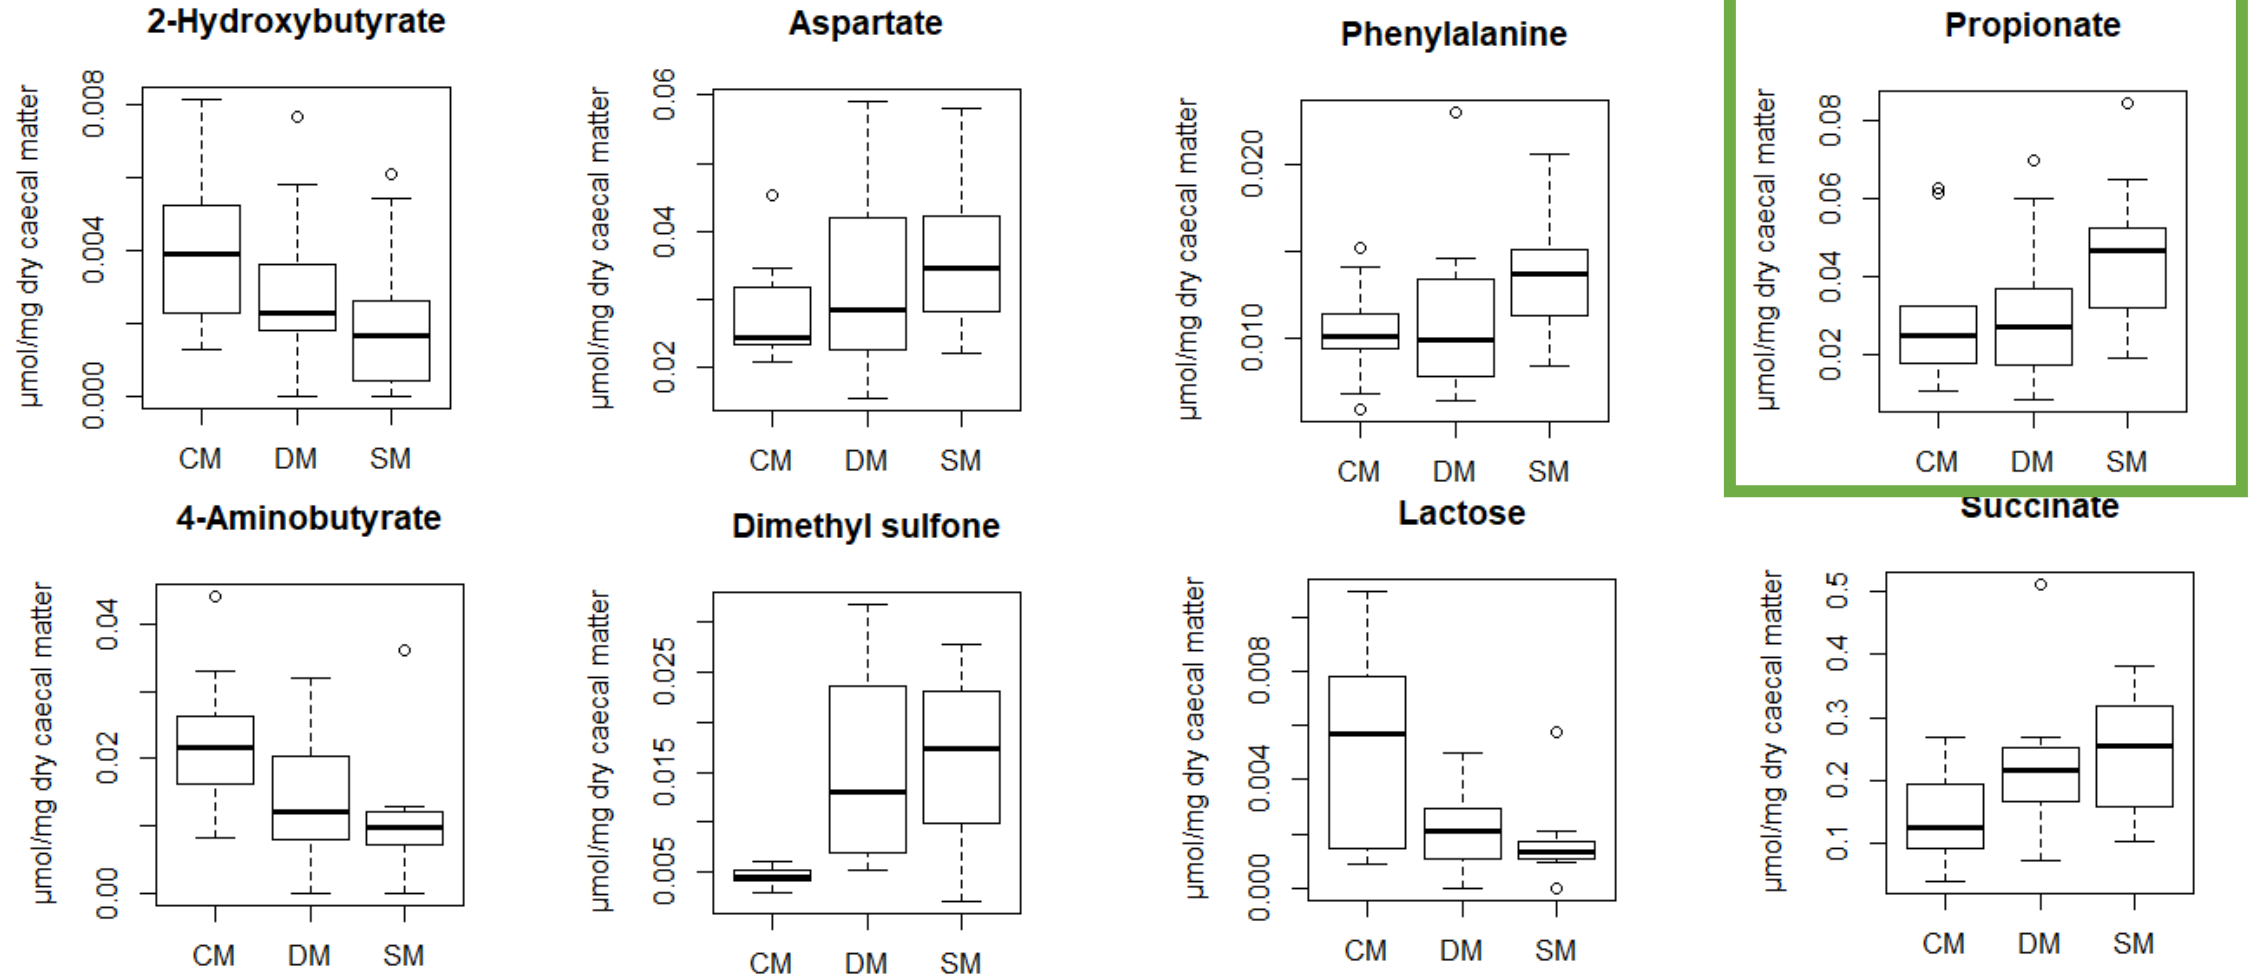 2-Hydroxybutyrate
µmol/mg dry caecal matter
0.008
0.004
0.000
CM DM SM
Aspartate
µmol/mg dry caecal matter
0.06
0.04
0.02
CM DM SM
Phenylalanine
µmol/mg dry caecal matter
0.020
0.010
CM DM SM
Propionate
µmol/mg dry caecal matter
0.08
0.06
0.04
0.02
CM DM SM
4-Aminobutyrate
µmol/mg dry caecal matter
0.04
0.02
0.00
CM DM SM
Dimethyl sulfone
µmol/mg dry caecal matter
0.025
0.015
0.005
CM DM SM
Lactose
µmol/mg dry caecal matter
0.008
0.004
0.000
CM DM SM
Succinate
µmol/mg dry caecal matter
0.5
0.4
0.3
0.2
0.1
CM DM SM